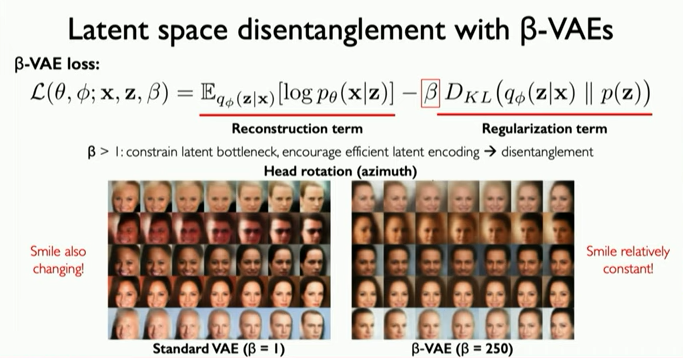 Latent space disentanglement with β-VAEs
β-VAE loss:
ℒ(θ, ϕ; x, z, β) = 𝔼_{q_ϕ(z|x)}[log p_θ(x|z)] − β D_{KL}(q_ϕ(z|x) ∥ p(z))
Reconstruction term
Regularization term
β > 1: constrain latent bottleneck, encourage efficient latent encoding → disentanglement
Head rotation (azimuth)
Smile also
changing!
Smile relatively
constant!
Standard VAE (β = 1)
β-VAE (β = 250)